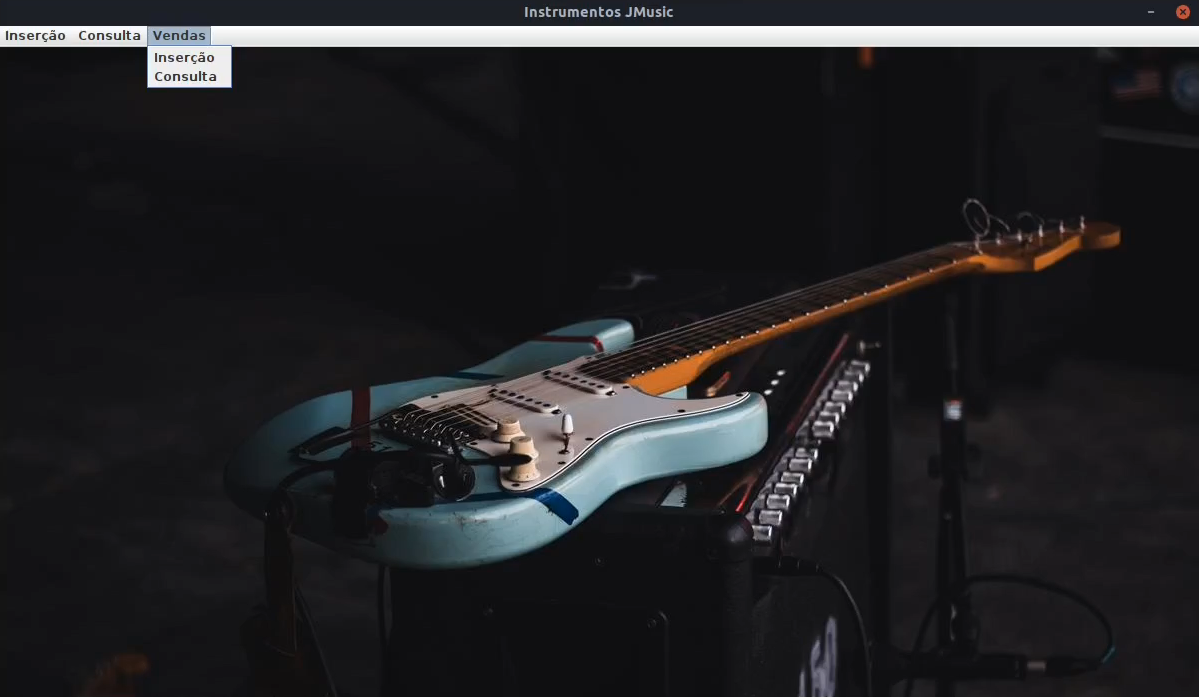 Instrumentos JMusic
Inserção Consulta Vendas
Inserção
Consulta